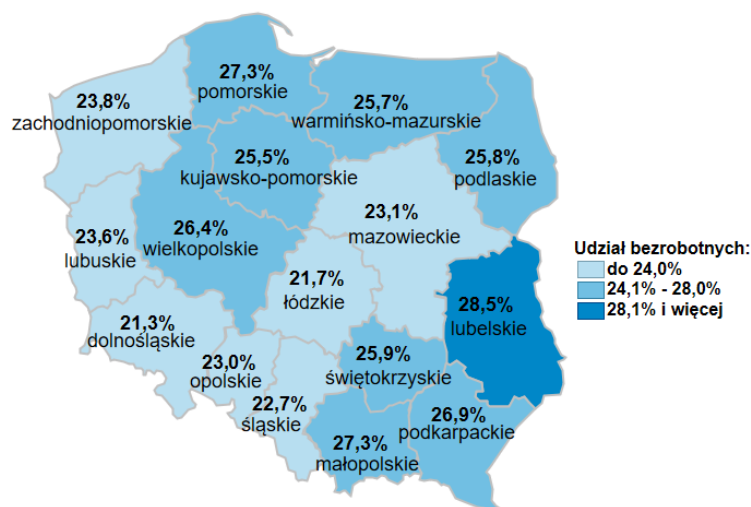 27,3%
pomorskie
23,8%
zachodniopomorskie
25,7%
warmińsko-mazurskie
25,5%
kujawsko-pomorskie
25,8%
podlaskie
26,4%
wielkopolskie
23,1%
mazowieckie
23,6%
lubuskie
21,7%
łódzkie
28,5%
lubelskie
21,3%
dolnośląskie
23,0%
opolskie
22,7%
śląskie
25,9%
świętokrzyskie
26,9%
podkarpackie
27,3%
małopolskie
Udział bezrobotnych:
do 24,0%
24,1% - 28,0%
28,1% i więcej